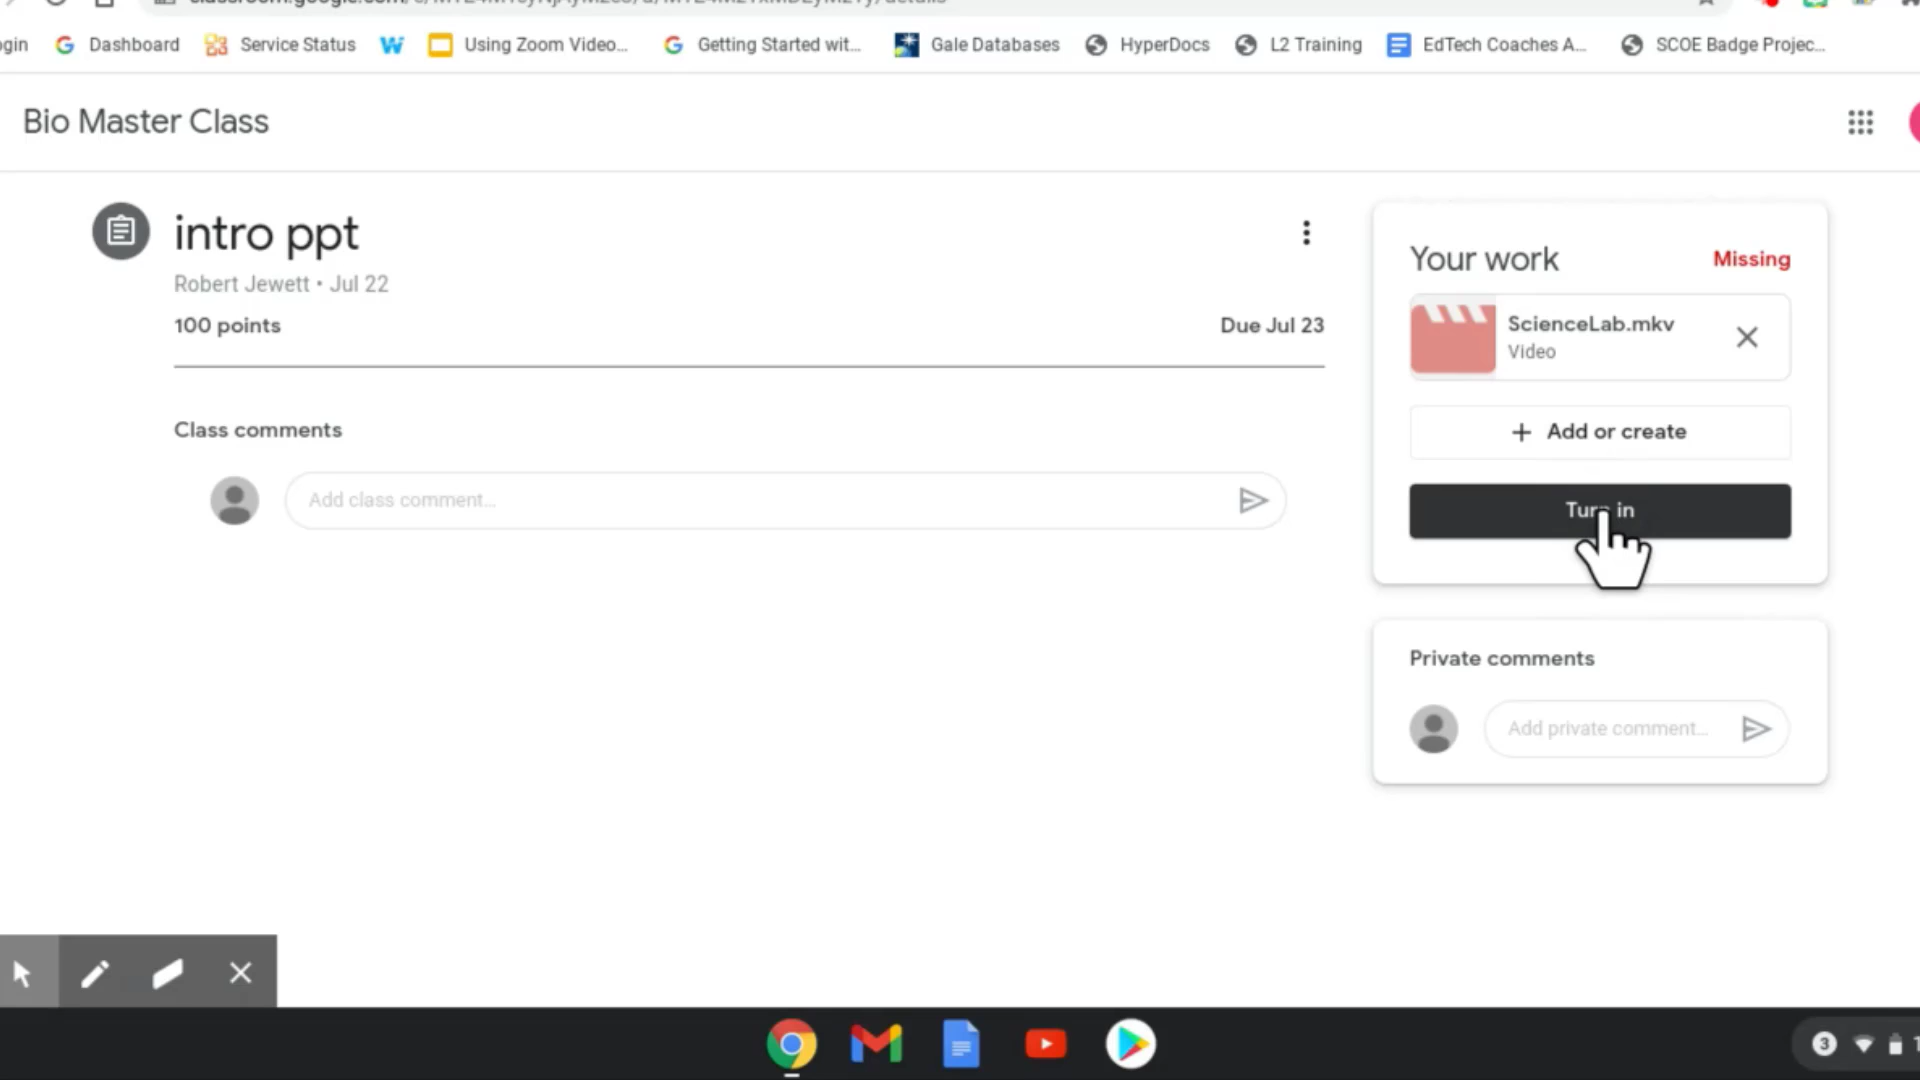 gin Dashboard Service Status Using Zoom Video... Getting Started wit... Gale Databases HyperDocs L2 Training EdTech Coaches A... SCOE Badge Projec...
Bio Master Class
intro ppt
Robert Jewett • Jul 22
100 points
Due Jul 23
Class comments
Add class comment...
Your work
Missing
ScienceLab.mkv
Video
+ Add or create
Turn in
Private comments
Add private comment...
3